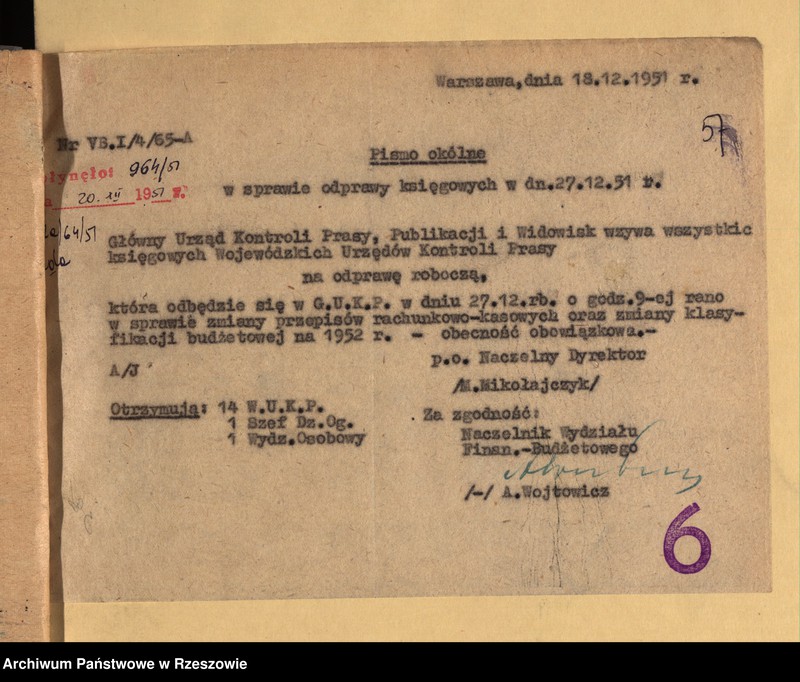 Warszawa,dnia 18.12.1951 r.
57
Nr VB.I/4/65-A
Pismo okólne
ynęło: 964/51
20. XII 1951 r.
w sprawie odprawy księgowych w dn.27.12.51 r.
/64/51
Główny Urząd Kontroli Prasy, Publikacji i Widowisk wzywa wszystkic
księgowych Wojewódzkich Urzędów Kontroli Prasy
na odprawę roboczą,
która odbędzie się w G.U.K.P. w dniu 27.12.rb. o godz.9-ej rano
w sprawie zmiany przepisów rachunkowo-kasowych oraz zmiany klasy-
fikacji budżetowej na 1952 r. - obecność obowiązkowa.-
p.o. Naczelny Dyrektor
A/J
/M.Mikołajczyk/
Otrzymują: 14 W.U.K.P.
1 Szef Dz.Og.
1 Wydz.Osobowy
Za zgodność:
Naczelnik Wydziału
Finan.-Budżetowego
/-/ A.Wojtowicz
6
Archiwum Państwowe w Rzeszowie